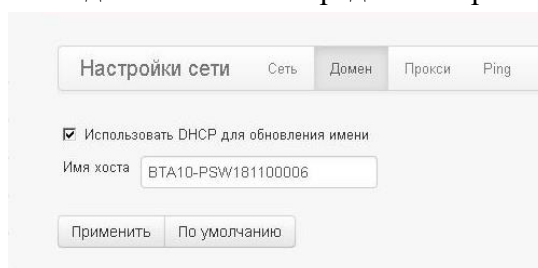 Настройки сети Сеть Домен Прокси Ping
Использовать DHCP для обновления имени
Имя хоста BTA10-PSW181100006
Применить По умолчанию